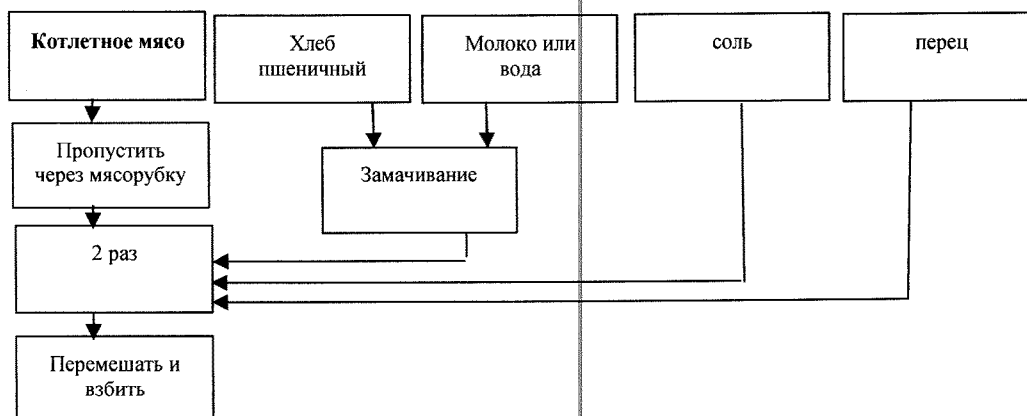 Котлетное мясо
Хлеб
пшеничный
Молоко или
вода
соль
перец
Пропустить
через мясорубку
Замачивание
2 раз
Перемешать и
взбить